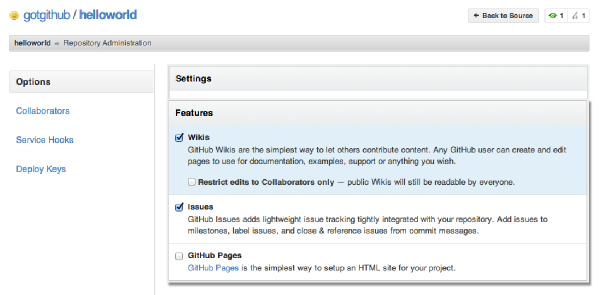 gotgithub / helloworld
Back to Source
1
1
helloworld ⇒ Repository Administration
Options
Collaborators
Service Hooks
Deploy Keys
Settings
Features
Wikis
GitHub Wikis are the simplest way to let others contribute content. Any GitHub user can create and edit
pages to use for documentation, examples, support or anything you wish.
Restrict edits to Collaborators only — public Wikis will still be readable by everyone.
Issues
GitHub Issues adds lightweight issue tracking tightly integrated with your repository. Add issues to
milestones, label issues, and close & reference issues from commit messages.
GitHub Pages
GitHub Pages is the simplest way to setup an HTML site for your project.